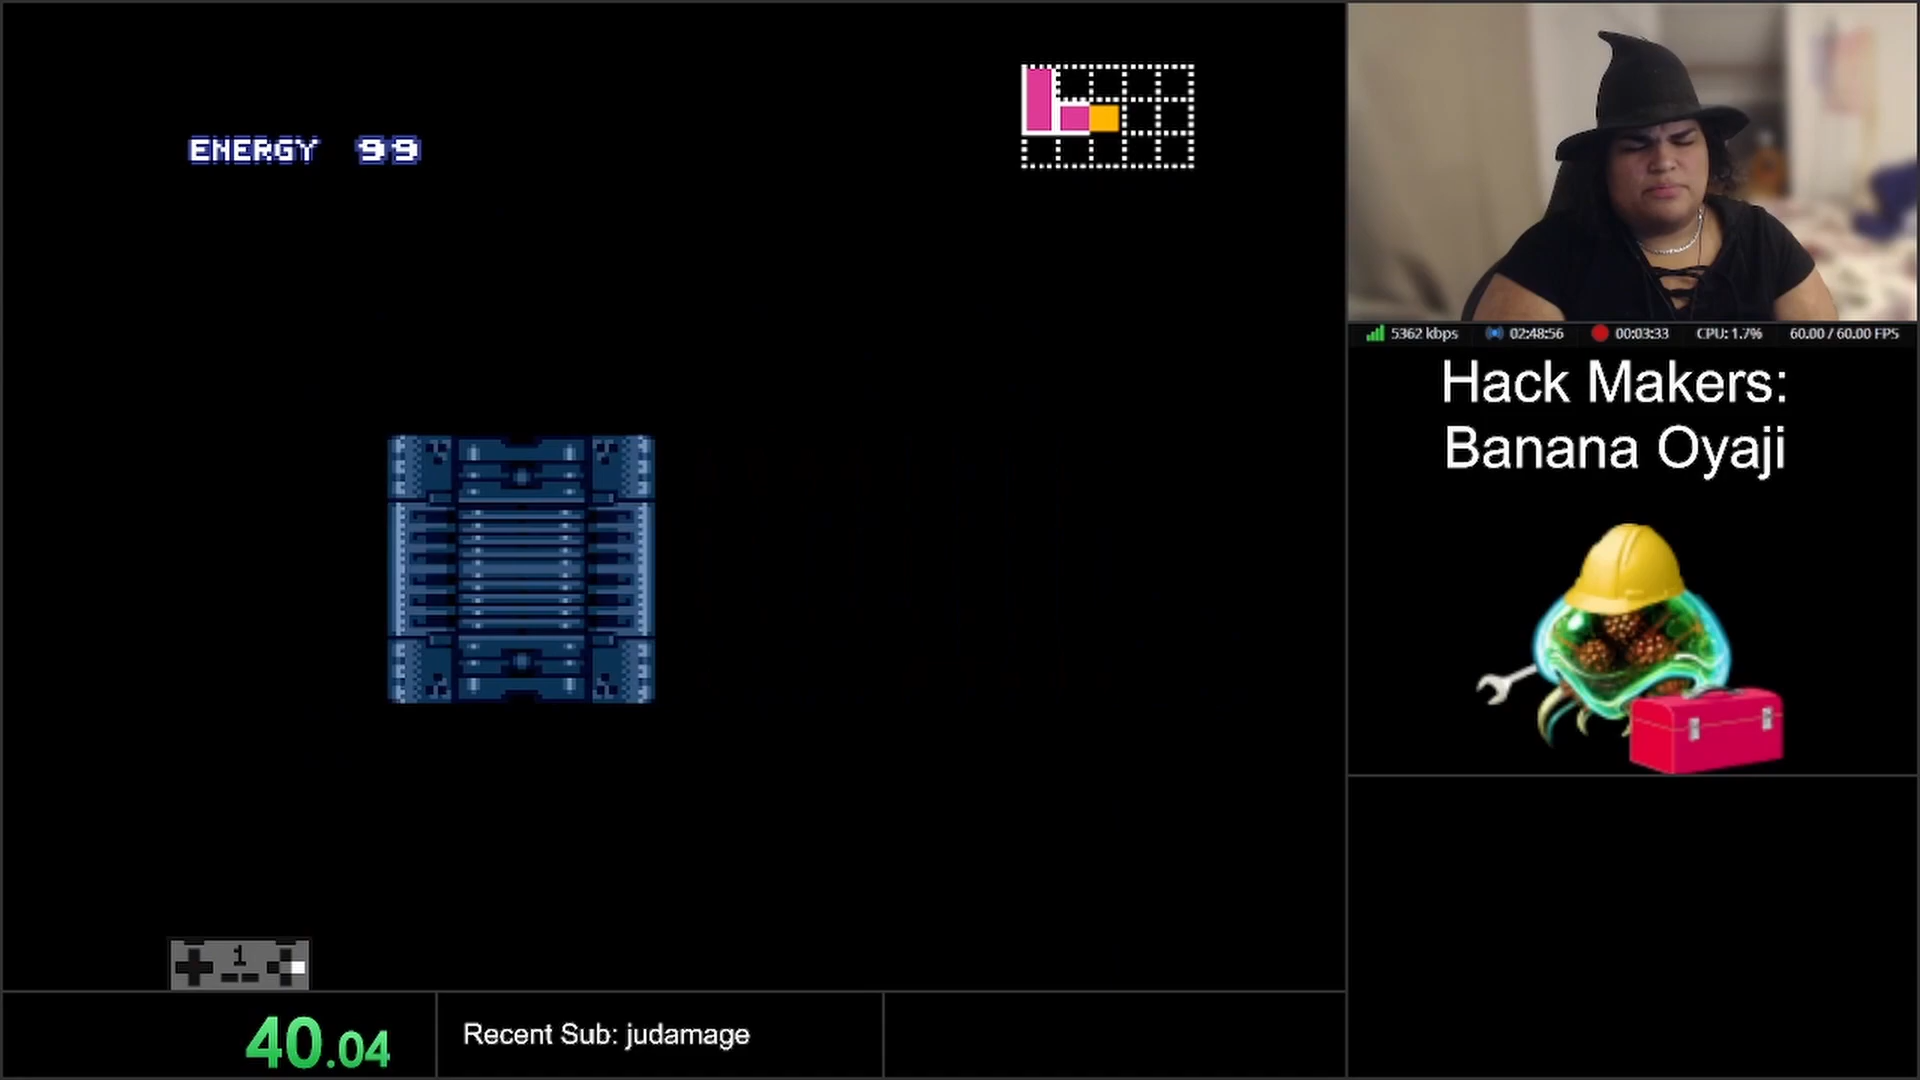 ENERGY 99
5362 kbps 02:48:56 00:03:33 CPU: 1.7% 60.00 / 60.00 FPS
Hack Makers:
Banana Oyaji
1
40.04
Recent Sub: judamage